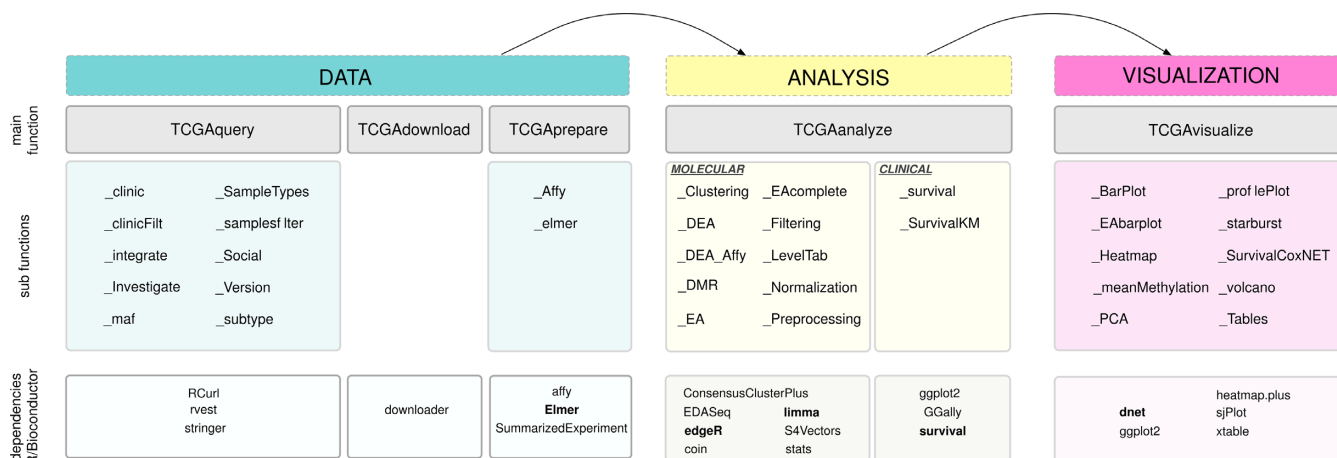 DATA
ANALYSIS
VISUALIZATION
main
function
TCGAquery
TCGAdownload
TCGAprepare
TCGAanalyze
TCGAvisualize
sub functions
_clinic _SampleTypes
_clinicFilt _samplesf lter
_integrate _Social
_Investigate _Version
_maf _subtype
_Affy
_elmer
MOLECULAR
_Clustering _EAcomplete
_DEA _Filtering
_DEA_Affy _LevelTab
_DMR _Normalization
_EA _Preprocessing
CLINICAL
_survival
_SurvivalKM
_BarPlot _prof lePlot
_EAbarplot _starburst
_Heatmap _SurvivalCoxNET
_meanMethylation _volcano
_PCA _Tables
dependencies
/Bioconductor
RCurl
rvest
stringer
downloader
affy
Elmer
SummarizedExperiment
ConsensusClusterPlus
EDASeq limma
edgeR S4Vectors
coin stats
ggplot2
GGally
survival
heatmap.plus
dnet sjPlot
ggplot2 xtable